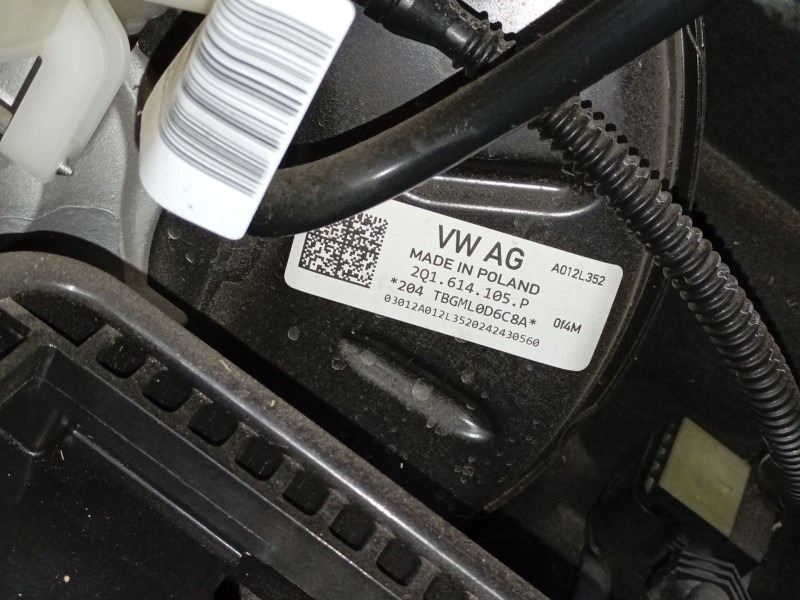 VW AG
A012L352
MADE IN POLAND
2Q1.614.105.P
*204 TBGML0D6C8A*
0f4M
03012A012L3520242430560